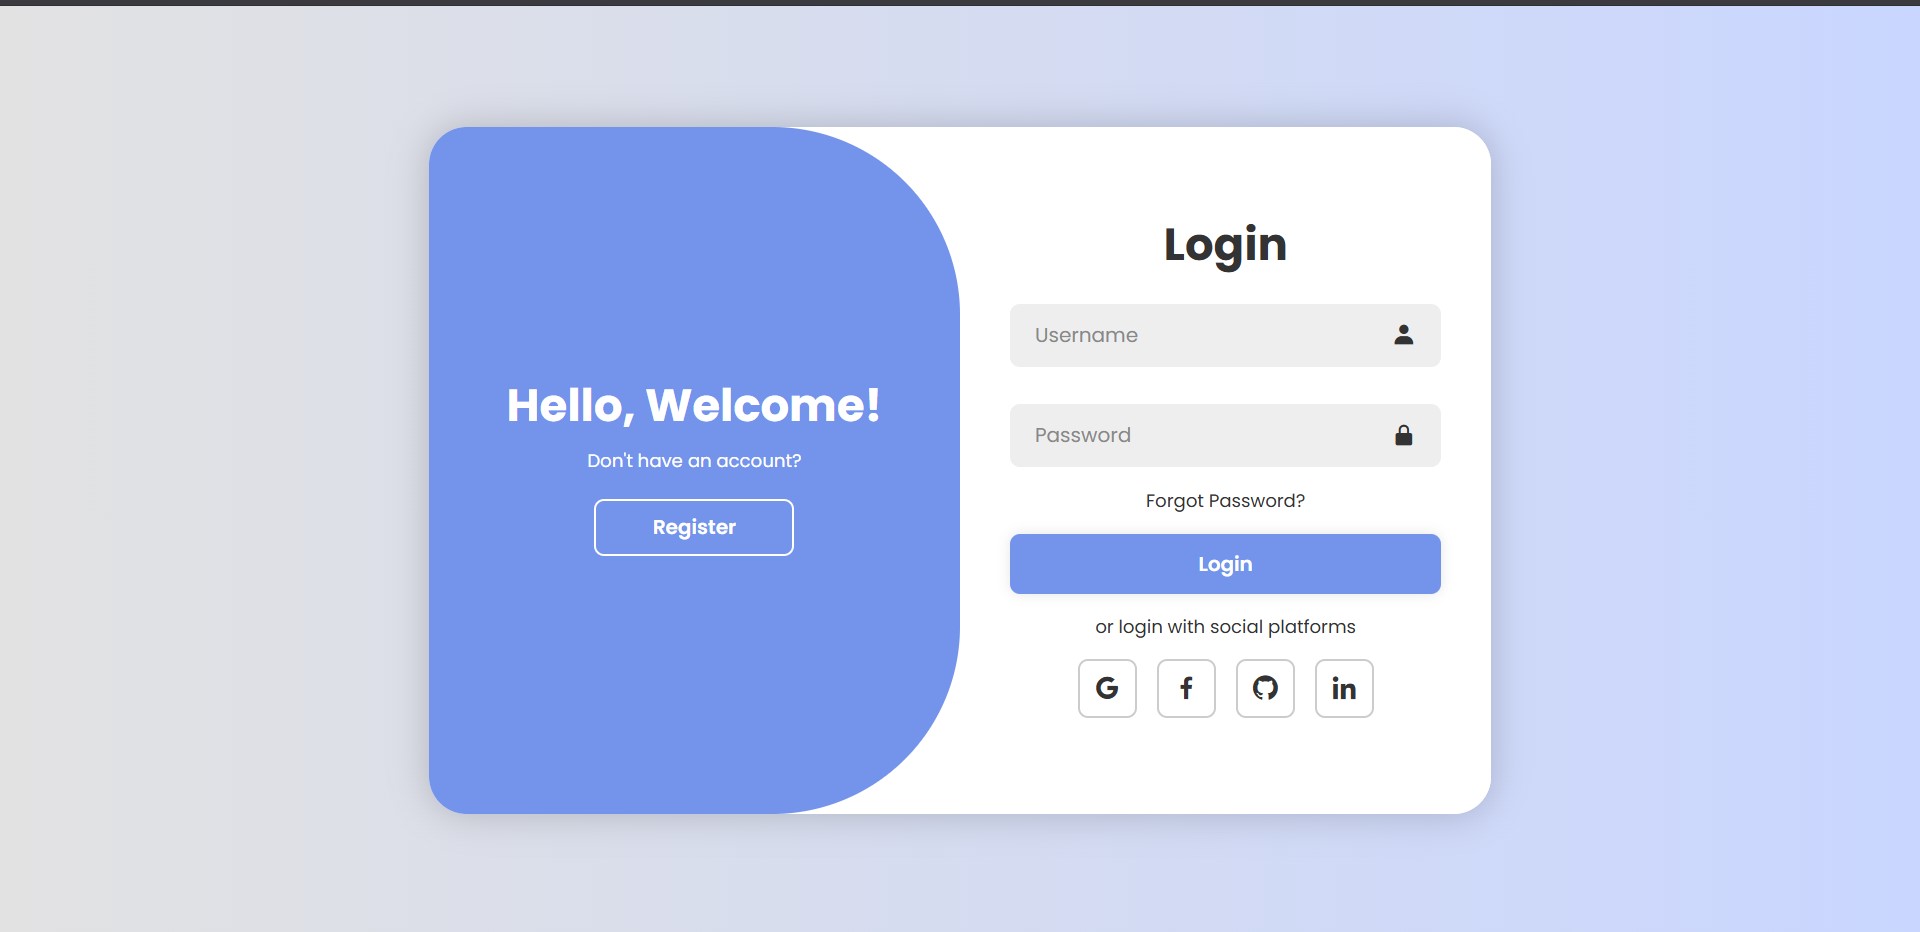 Hello, Welcome!
Don't have an account?
Register
Login
Username
Password
Forgot Password?
Login
or login with social platforms
G
f
in